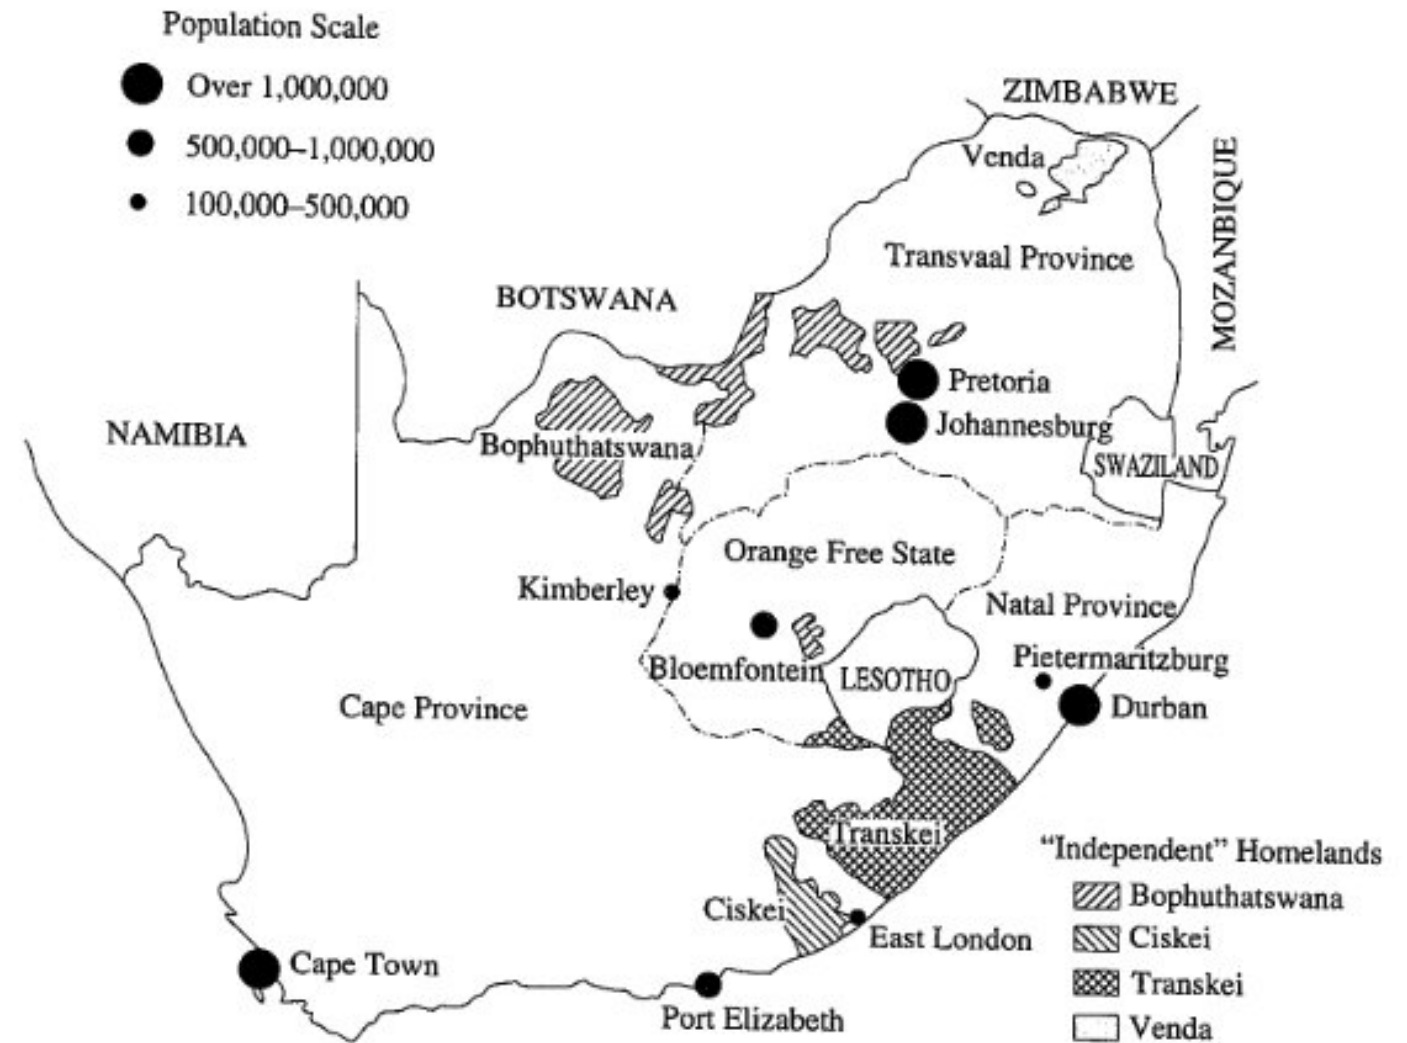 Population Scale
Over 1,000,000
500,000–1,000,000
100,000–500,000
ZIMBABWE
Venda
MOZANBIQUE
Transvaal Province
BOTSWANA
Pretoria
Johannesburg
NAMIBIA
Bophuthatswana
SWAZILAND
Orange Free State
Kimberley
Natal Province
Bloemfontein
Pietermaritzburg
LESOTHO
Cape Province
Durban
Transkei
"Independent" Homelands
Bophuthatswana
Ciskei
Transkei
Venda
Ciskei
East London
Cape Town
Port Elizabeth